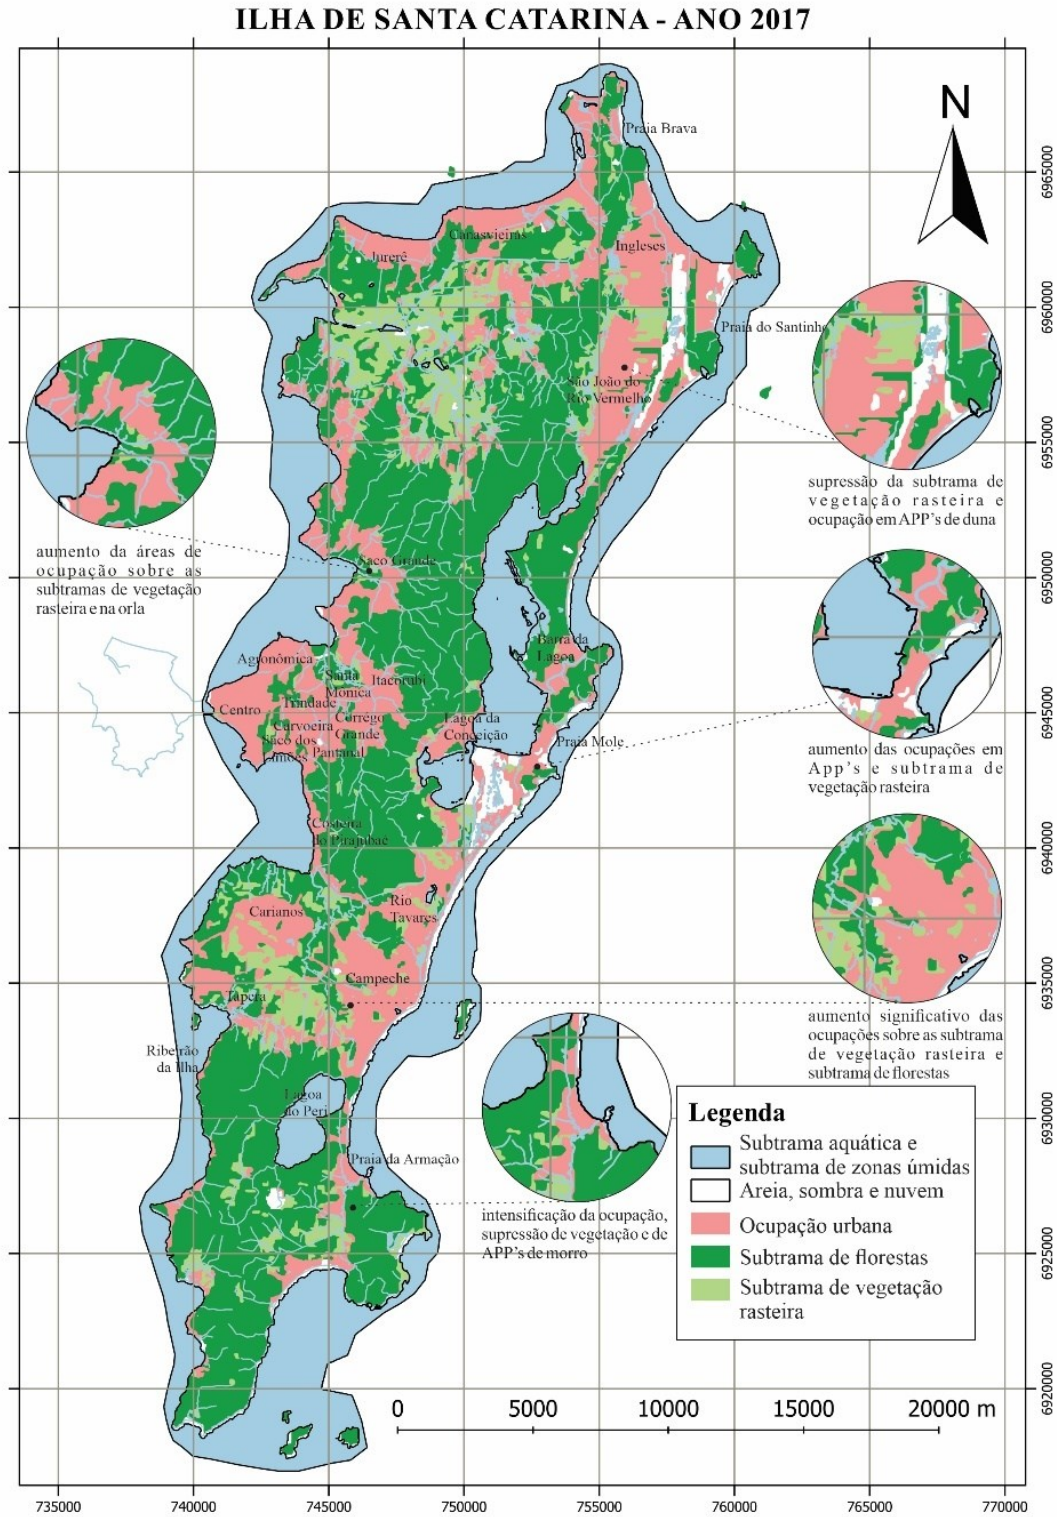 ILHA DE SANTA CATARINA - ANO 2017
N
Praia Brava
Canasvieiras
Ingleses
Jurerê
Praia do Santinho
São João do
Rio Vermelho
supressão da subtrama de
vegetação rasteira e
ocupação em APP's de duna
aumento da áreas de
ocupação sobre as
subtramas de vegetação
rasteira e na orla
Saco Grande
Barra da
Lagoa
Agronômica
Santa
Mônica
Itacorubi
Trindade
Centro
Córrego
Grande
Carvoeira
Saco dos
Limões
Pantanal
Lagoa da
Conceição
Praia Mole
aumento das ocupações em
App's e subtrama de
vegetação rasteira
Costeira
do Pirajubaé
Rio
Tavares
Carianos
Campeche
Tapera
aumento significativo das
ocupações sobre as subtrama
de vegetação rasteira e
subtrama de florestas
Ribeirão
da Ilha
Lagoa
do Peri
Praia da Armação
intensificação da ocupação,
supressão de vegetação e de
APP's de morro
Legenda
Subtrama aquática e
subtrama de zonas úmidas
Areia, sombra e nuvem
Ocupação urbana
Subtrama de florestas
Subtrama de vegetação
rasteira
0 5000 10000 15000 20000 m
6965000
6960000
6955000
6950000
6945000
6940000
6935000
6930000
6925000
6920000
735000 740000 745000 750000 755000 760000 765000 770000